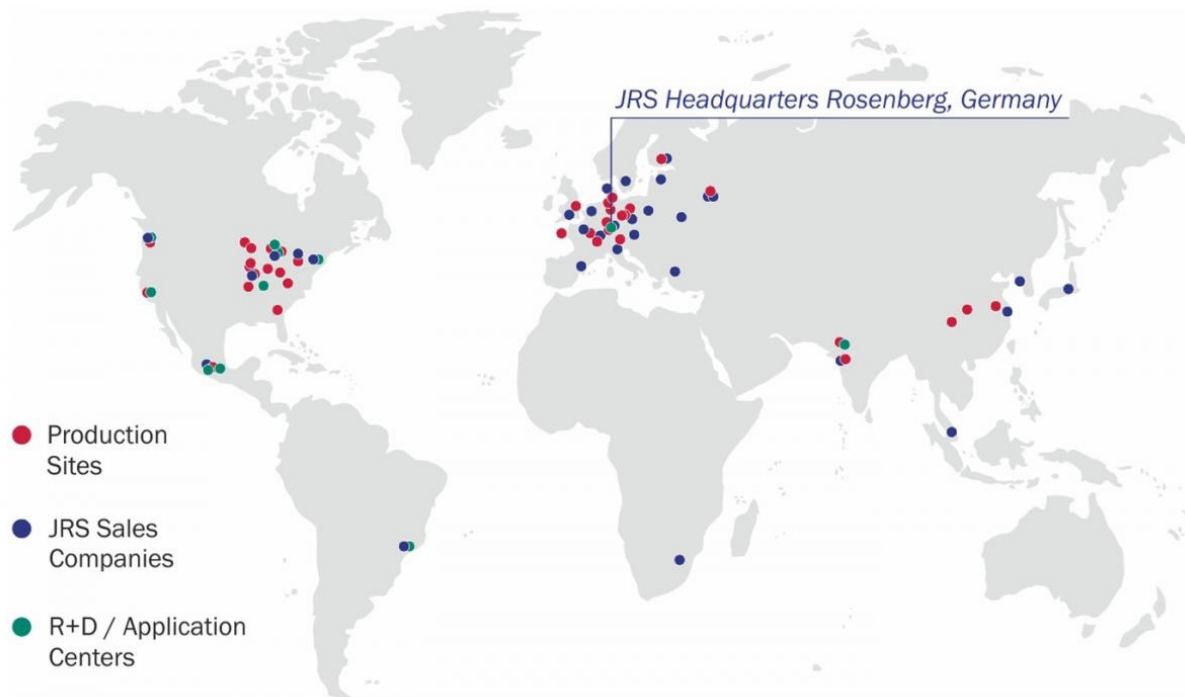 JRS Headquarters Rosenberg, Germany
Production
Sites
JRS Sales
Companies
R+D / Application
Centers